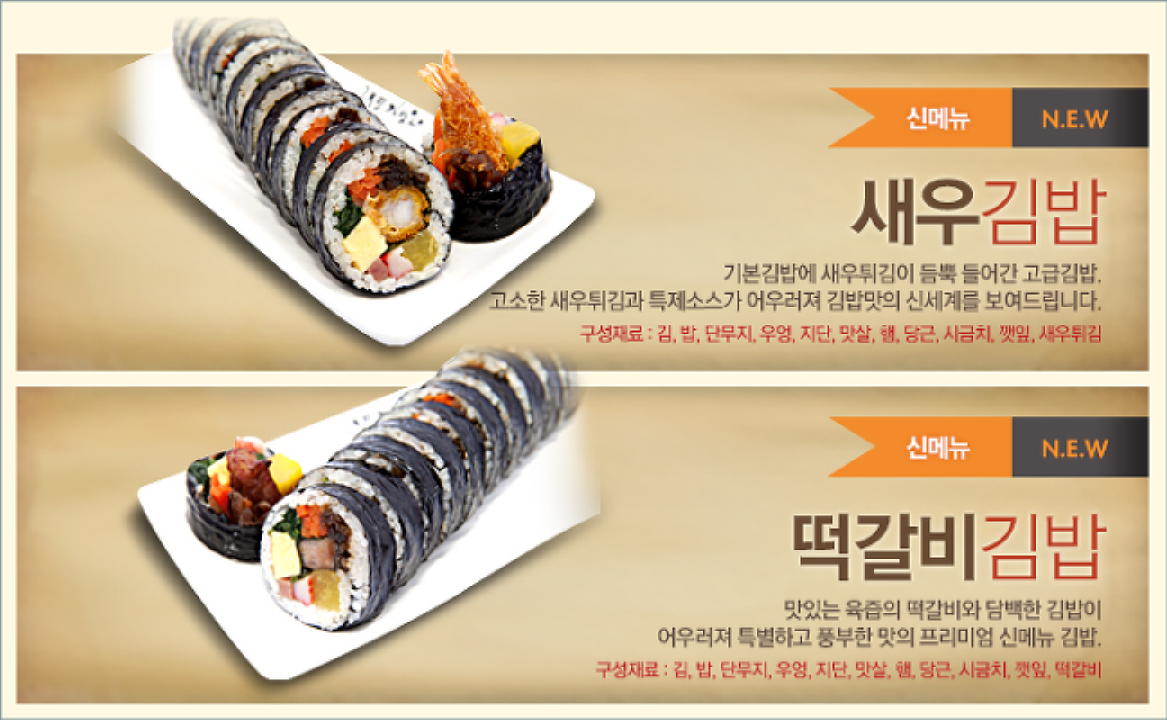 신메뉴 N.E.W
새우김밥
기본김밥에 새우튀김이 듬뿍 들어간 고급김밥.
고소한 새우튀김과 특제소스가 어우러져 김밥맛의 신세계를 보여드립니다.
구성재료 : 김, 밥, 단무지, 우엉, 지단, 맛살, 햄, 당근, 시금치, 깻잎, 새우튀김
신메뉴 N.E.W
떡갈비김밥
맛있는 육즙의 떡갈비와 담백한 김밥이
어우러져 특별하고 풍부한 맛의 프리미엄 신메뉴 김밥.
구성재료 : 김, 밥, 단무지, 우엉, 지단, 맛살, 햄, 당근, 시금치, 깻잎, 떡갈비